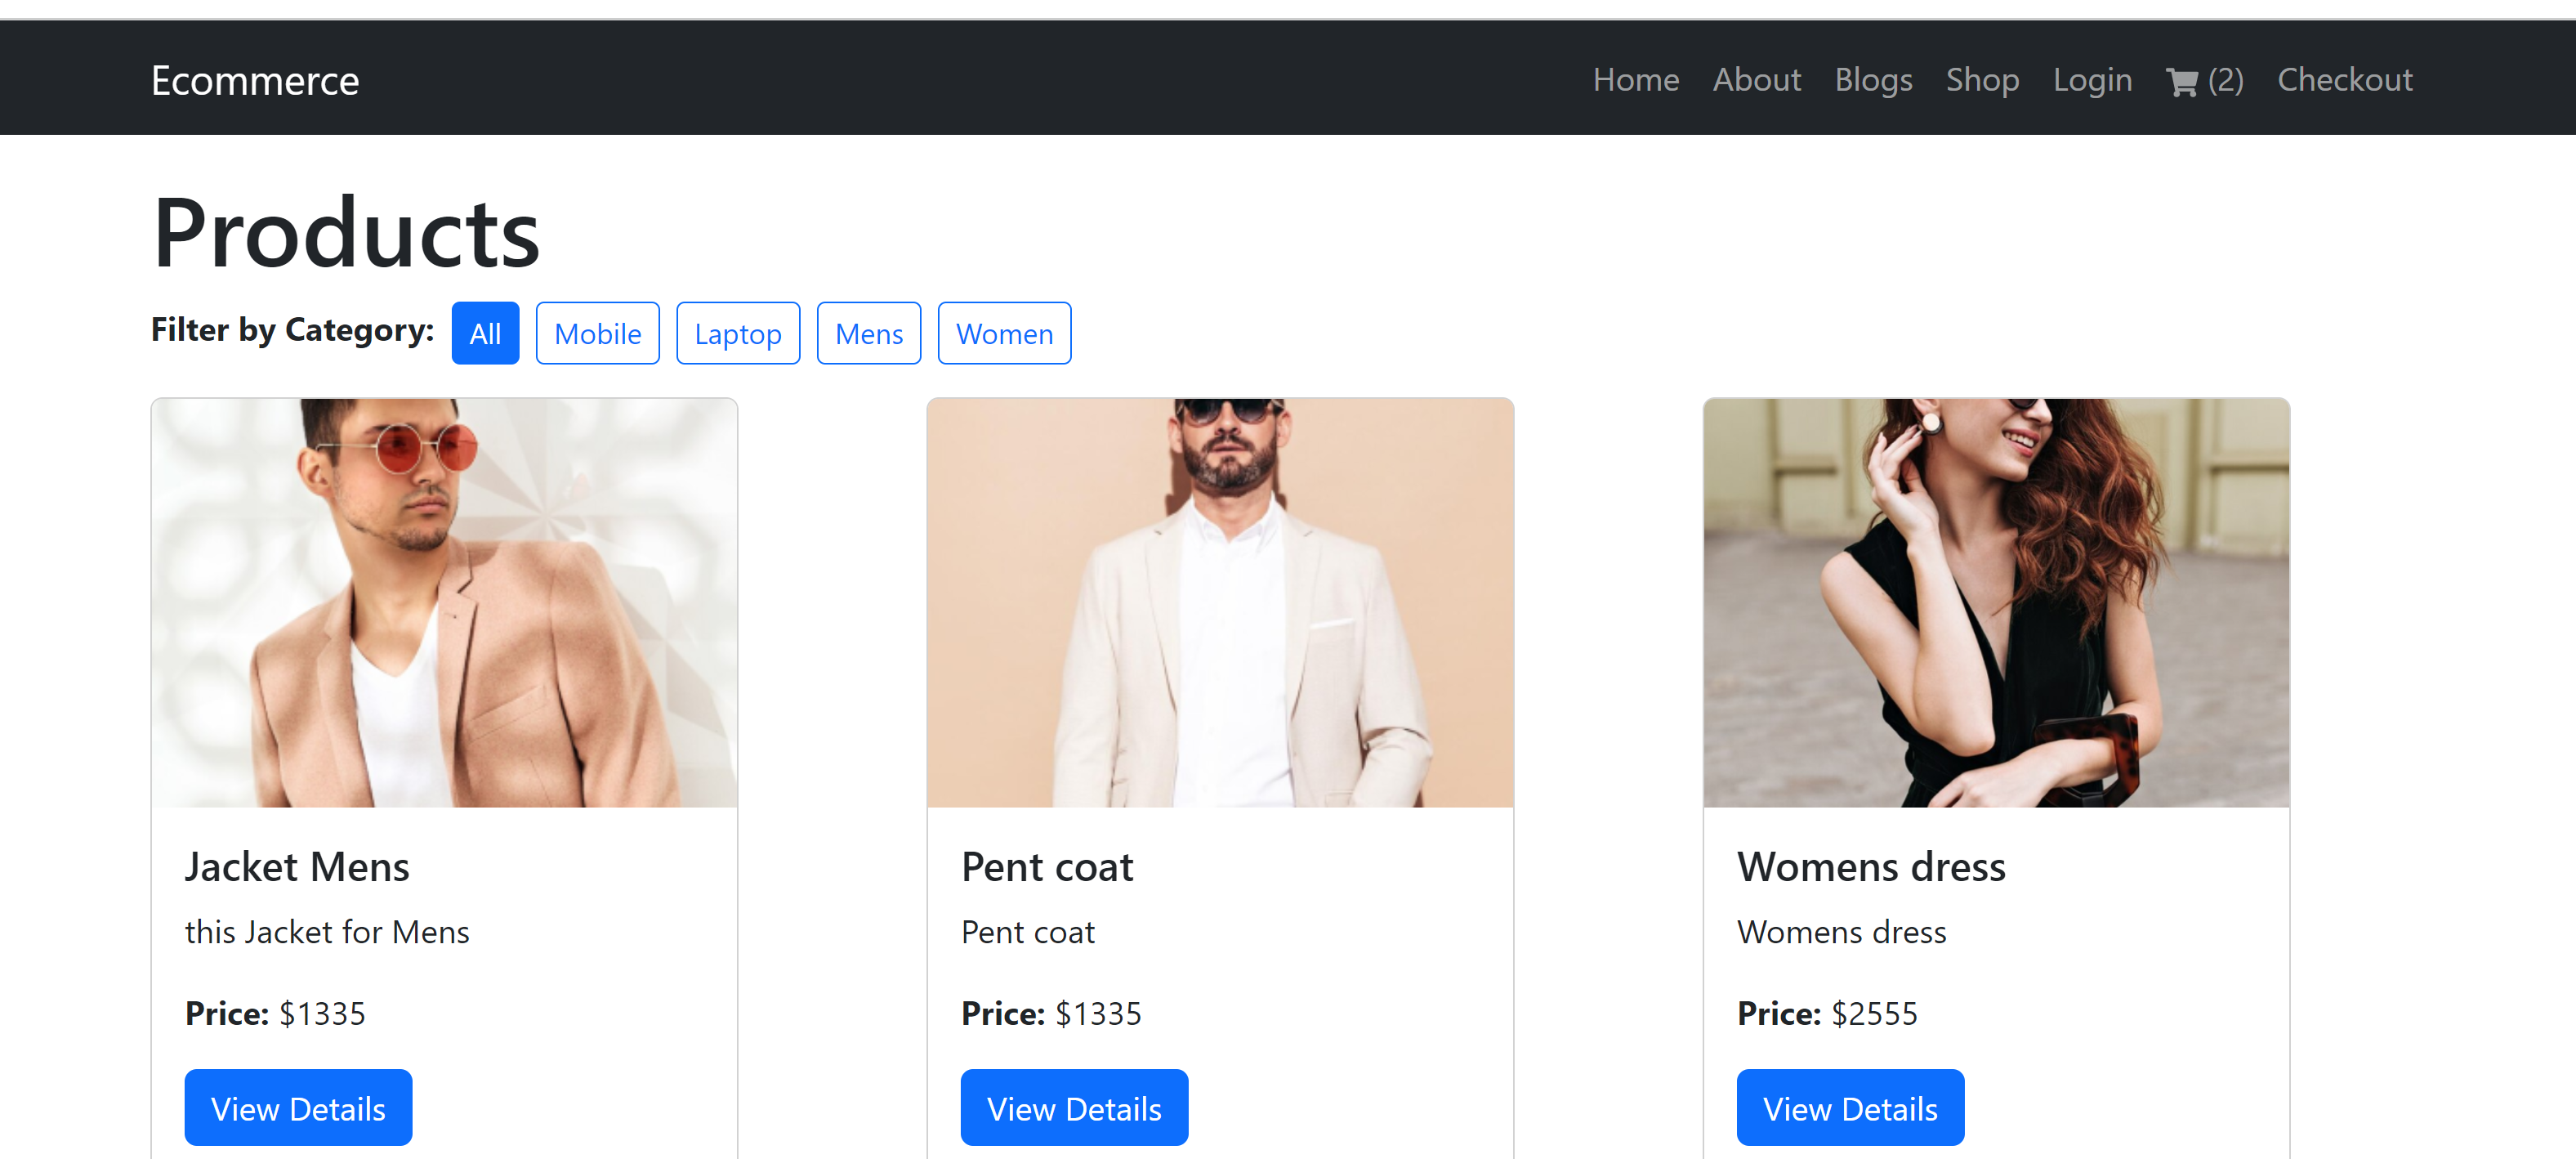 Ecommerce Home About Blogs Shop Login (2) Checkout
Products
Filter by Category: All Mobile Laptop Mens Women
Jacket Mens
this Jacket for Mens
Price: $1335
View Details
Pent coat
Pent coat
Price: $1335
View Details
Womens dress
Womens dress
Price: $2555
View Details